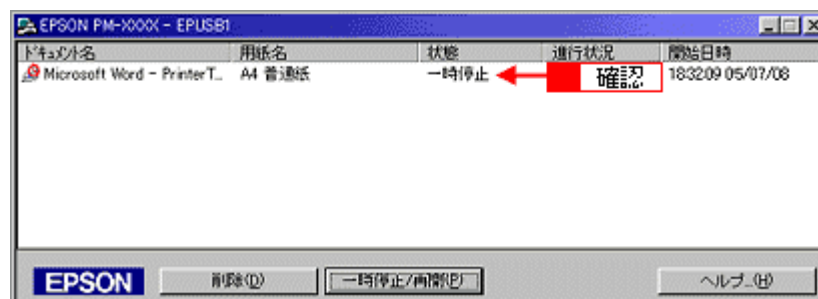 EPSON PM-XXXX - EPUSB1
ドキュメント名 用紙名 状態 進行状況 開始日時
Microsoft Word - PrinterT... A4 普通紙 一時停止 確認 18:32:09 05/07/08
EPSON 削除(D) 一時停止/再開(P) ヘルプ...(H)